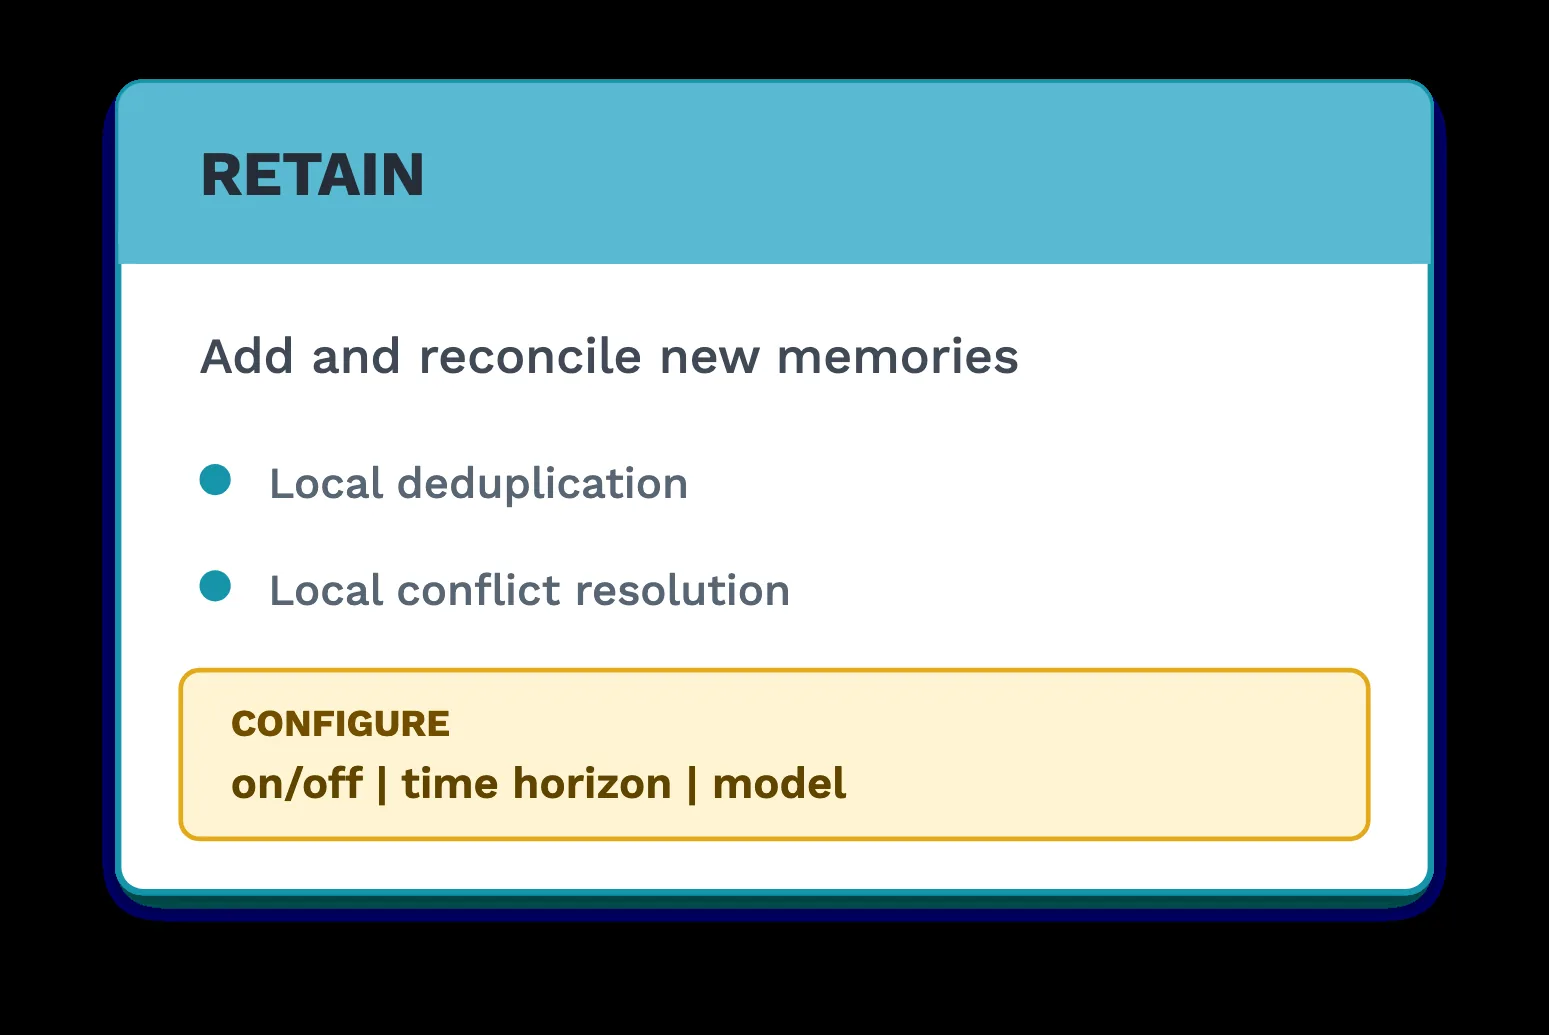 RETAIN
Add and reconcile new memories
Local deduplication
Local conflict resolution
CONFIGURE
on/off | time horizon | model